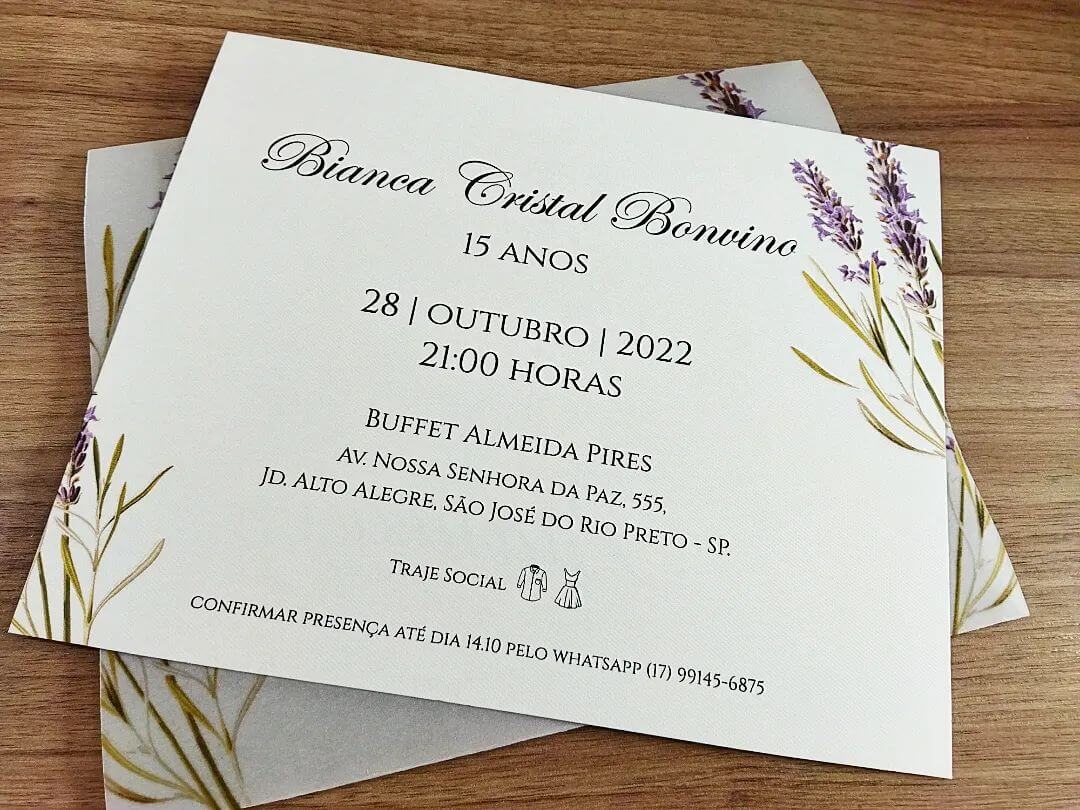 Bianca Cristal Bonvino
15 ANOS
28 | OUTUBRO | 2022
21:00 HORAS
BUFFET ALMEIDA PIRES
AV. NOSSA SENHORA DA PAZ, 555,
JD. ALTO ALEGRE, SÃO JOSÉ DO RIO PRETO - SP.
TRAJE SOCIAL
CONFIRMAR PRESENÇA ATÉ DIA 14.10 PELO WHATSAPP (17) 99145-6875